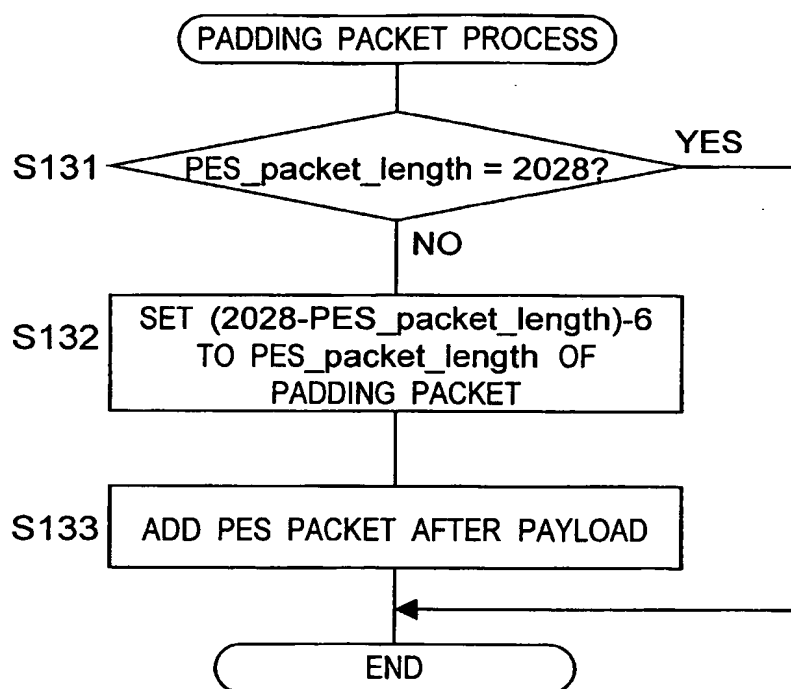 PADDING PACKET PROCESS
YES
S131
PES_packet_length = 2028?
NO
S132
SET (2028-PES_packet_length)-6
TO PES_packet_length OF
PADDING PACKET
S133
ADD PES PACKET AFTER PAYLOAD
END